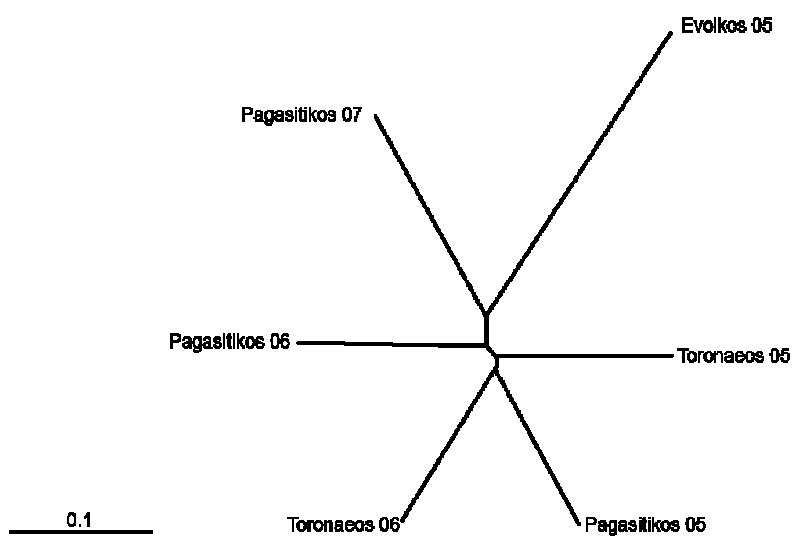 Evoikos 05
Pagasitikos 07
Pagasitikos 06
Toronaeos 05
0.1
Toronaeos 06
Pagasitikos 05